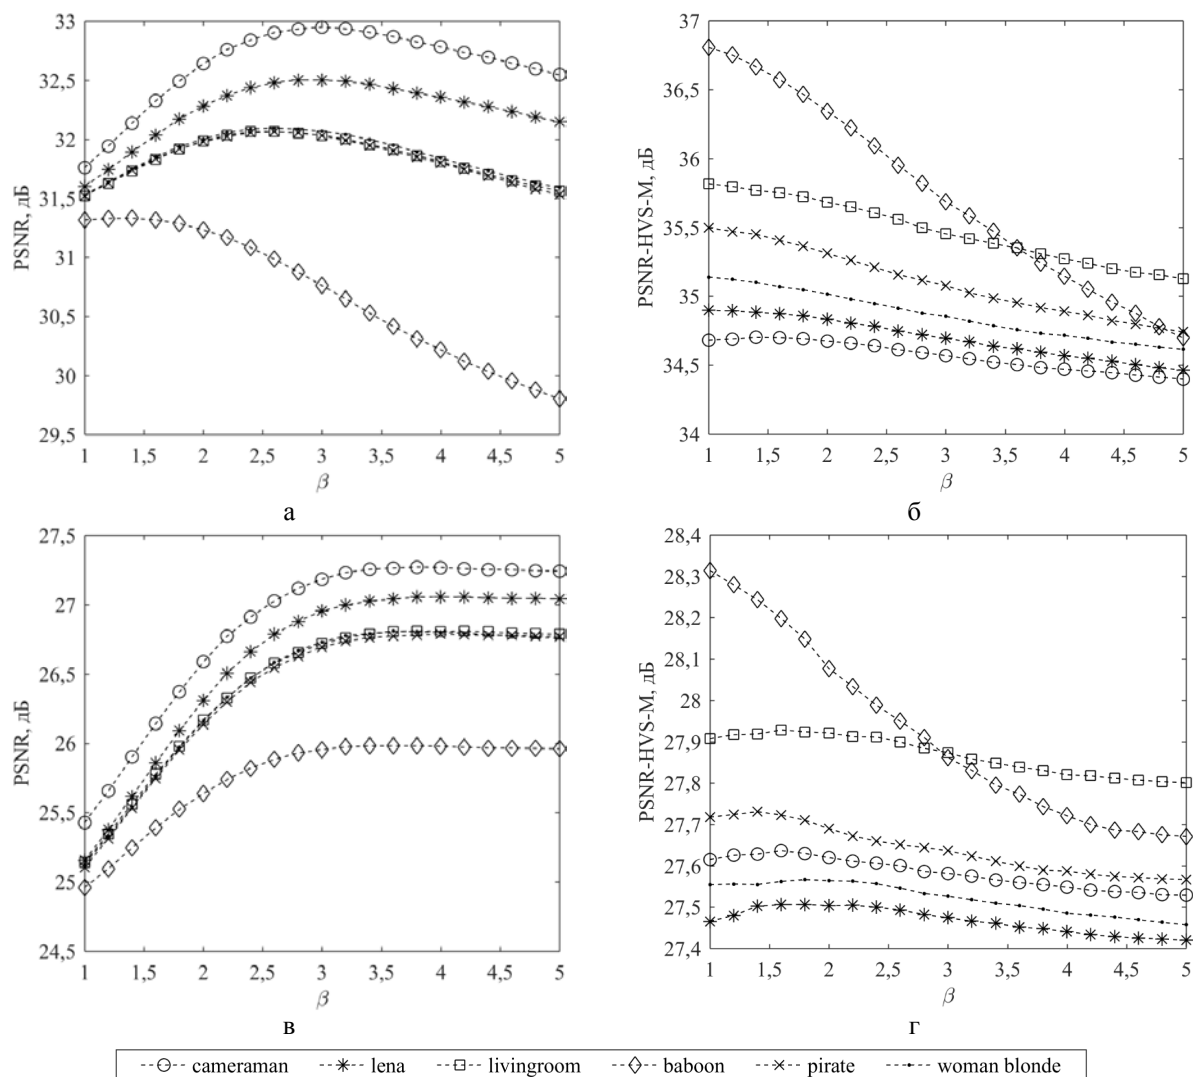 33
32,5
32
31,5
31
30,5
30
29,5
PSNR, дБ
1 1,5 2 2,5 3 3,5 4 4,5 5
β
а
37
36,5
36
35,5
35
34,5
34
PSNR-HVS-M, дБ
1 1,5 2 2,5 3 3,5 4 4,5 5
β
б
27,5
27
26,5
26
25,5
25
24,5
PSNR, дБ
1 1,5 2 2,5 3 3,5 4 4,5 5
β
в
28,4
28,3
28,2
28,1
28
27,9
27,8
27,7
27,6
27,5
27,4
PSNR-HVS-M, дБ
1 1,5 2 2,5 3 3,5 4 4,5 5
β
г
cameraman lena livingroom baboon pirate woman blonde